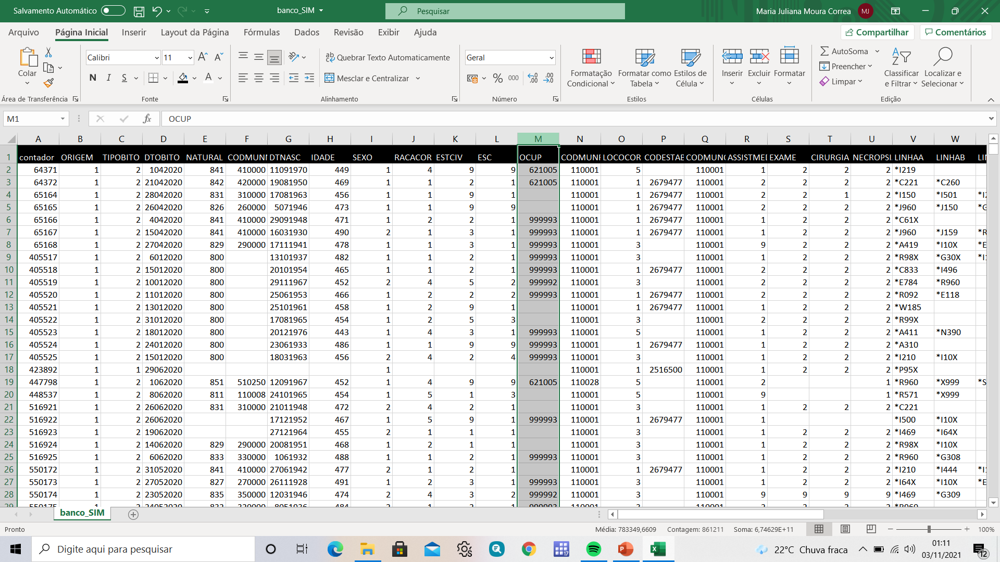 Salvamento Automático banco_SIM Pesquisar Maria Juliana Moura Correa MJ
Arquivo Página Inicial Inserir Layout da Página Fórmulas Dados Revisão Exibir Ajuda Compartilhar Comentários
Colar Calibri 11 Quebrar Texto Automaticamente Geral Formatação Condicional Formatar como Tabela Estilos de Célula Inserir Excluir Formatar AutoSoma Preencher Limpar Classificar e Filtrar Localizar e Selecionar
N I S A Mesclar e Centralizar % 000
Área de Transferência Fonte Alinhamento Número Estilos Células Edição
M1 fx OCUP
A B C D E F G H I J K L M N O P Q R S T U V W
1 contador ORIGEM TIPOBITO DTOBITO NATURAL CODMUNI DTNASC IDADE SEXO RACACOR ESTCIV ESC OCUP CODMUNI LOCOCOR CODESTAB CODMUNO ASSISTMEI EXAME CIRURGIA NECROPSI LINHAA LINHAB LIN
2 64371 1 2 1042020 841 410000 11091970 449 1 4 9 9 621005 110001 5 110001 1 2 2 2 *I219
3 64372 1 2 21042020 842 420000 19081950 469 1 1 2 1 621005 110001 1 2679477 110001 2 2 2 2 *C221 *C260
4 65164 1 2 28042020 831 310000 17081963 456 1 1 9 1 110001 1 2679477 110001 2 2 1 2 *I150 *I501
5 65165 1 2 26042020 826 260000 5071946 473 1 1 9 9 110001 1 2679477 110001 2 2 2 2 *J960 *J150
6 65166 1 2 4042020 841 410000 29091948 471 1 2 2 1 999993 110001 1 2679477 110001 1 2 2 2 *C61X
7 65167 1 2 15042020 841 410000 16031930 490 2 1 3 1 999993 110001 1 2679477 110001 1 2 2 2 *J960 *J159 *R
8 65168 1 2 27042020 829 290000 17111941 478 1 1 3 1 999993 110001 3 110001 9 2 2 2 *A419 *I10X *E
9 405517 1 2 6012020 800 13101937 482 1 1 2 1 999993 110001 3 110001 1 2 2 2 *R98X *G30X
10 405518 1 2 15012020 800 20101954 465 1 1 2 1 999993 110001 1 2679477 110001 2 2 2 2 *C833 *I496
11 405519 1 2 10012020 800 29111967 452 2 4 5 2 999992 110001 3 110001 2 2 2 2 *E784 *R960
12 405520 1 2 11012020 800 25061953 466 1 2 2 2 999993 110001 1 2679477 110001 2 2 2 2 *R092 *E118
13 405521 1 2 13012020 800 25101961 458 1 2 9 1 110001 1 2679477 110001 1 2 2 2 *W185
14 405522 1 2 31012020 800 17081965 454 1 2 5 3 110001 3 110001 2 2 2 2 *R99X
15 405523 1 2 18012020 800 20121976 443 1 4 3 1 999993 110001 5 110001 1 2 2 2 *A411 *N390
16 405524 1 2 24012020 800 23061933 486 1 1 9 9 999993 110001 1 2679477 110001 1 2 2 2 *A310
17 405525 1 2 15012020 800 18031963 456 2 4 2 4 999993 110001 3 110001 1 2 2 2 *I210 *I10X
18 423892 1 1 29062020 1 110001 1 2516500 110001 1 2 2 2 *P95X
19 447798 1 2 1062020 851 510250 12091967 452 1 4 9 9 621005 110028 5 110001 2 1 *R960 *X999 *S
20 448537 1 2 8062020 811 110008 24101965 454 1 5 1 3 110001 5 110001 9 1 *R571 *X999
21 516921 1 2 26062020 831 310000 21011948 472 2 4 2 1 110001 3 110001 1 2 2 2 *C221
22 516922 1 2 26062020 17121952 467 1 5 9 1 999993 110001 1 2679477 110001 1 *I500 *I10X
23 516923 1 2 19062020 27121964 455 2 1 1 1 110001 3 110001 1 2 2 2 *I469 *I64X
24 516924 1 2 14062020 829 290000 20081951 468 1 2 1 1 110001 3 110001 1 2 2 2 *R98X *I10X
25 516925 1 2 6062020 833 330000 1061932 488 1 1 2 1 999993 110001 3 110001 1 2 2 2 *R960 *G308
26 550172 1 2 31052020 841 410000 27061942 477 2 1 2 1 110001 1 2679477 110001 1 2 2 2 *I210 *I444
27 550173 1 2 27052020 827 270000 26111928 491 1 2 3 1 999993 110001 3 110001 1 2 2 2 *I64X *I10X *E
28 550174 1 2 23052020 835 350000 12031946 474 2 4 3 2 999992 110001 3 110001 9 9 9 9 *I469 *G309
banco_SIM
Pronto Média: 783349,6609 Contagem: 861211 Soma: 6,74629E+11 100%
Digite aqui para pesquisar 22°C Chuva fraca 01:11
03/11/2021 12